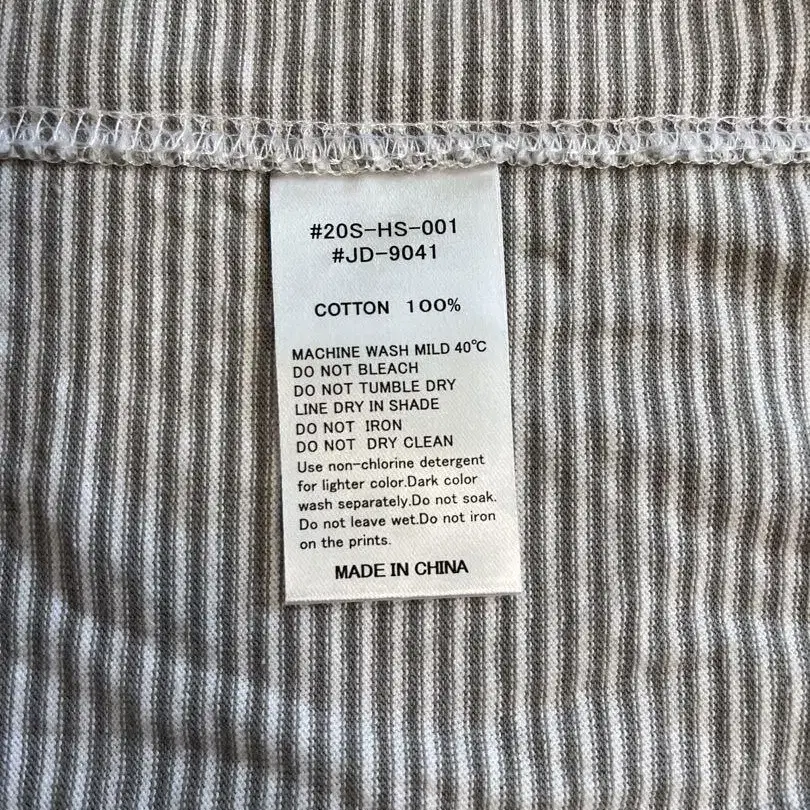 #20S-HS-001
#JD-9041
COTTON 100%
MACHINE WASH MILD 40℃
DO NOT BLEACH
DO NOT TUMBLE DRY
LINE DRY IN SHADE
DO NOT IRON
DO NOT DRY CLEAN
Use non-chlorine detergent
for lighter color.Dark color
wash separately.Do not soak.
Do not leave wet.Do not iron
on the prints.
MADE IN CHINA